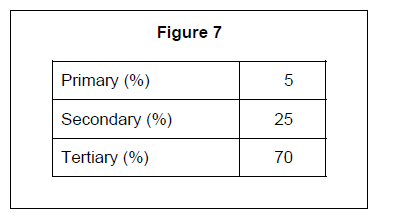 Figure 7
Primary (%) 5
Secondary (%) 25
Tertiary (%) 70